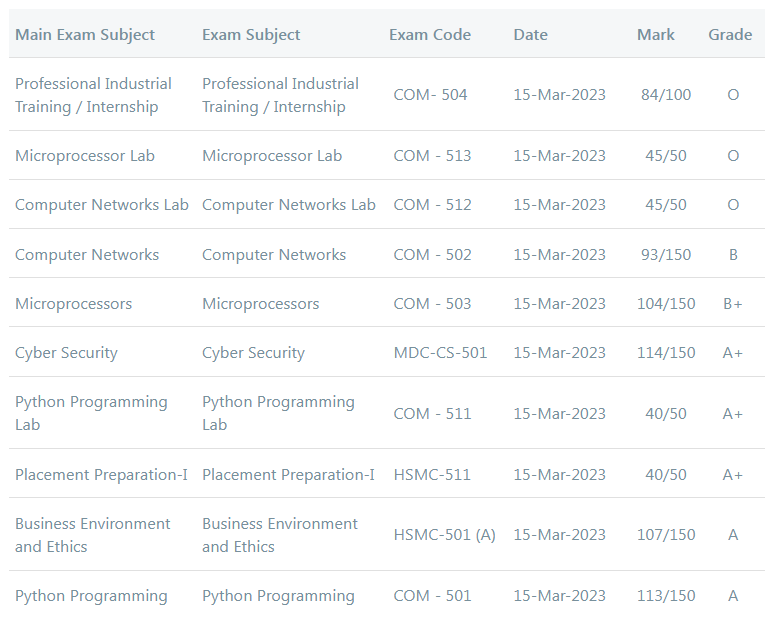 Main Exam Subject Exam Subject Exam Code Date Mark Grade
Professional Industrial Professional Industrial
Training / Internship Training / Internship COM- 504 15-Mar-2023 84/100 O
Microprocessor Lab Microprocessor Lab COM - 513 15-Mar-2023 45/50 O
Computer Networks Lab Computer Networks Lab COM - 512 15-Mar-2023 45/50 O
Computer Networks Computer Networks COM - 502 15-Mar-2023 93/150 B
Microprocessors Microprocessors COM - 503 15-Mar-2023 104/150 B+
Cyber Security Cyber Security MDC-CS-501 15-Mar-2023 114/150 A+
Python Programming Python Programming
Lab Lab COM - 511 15-Mar-2023 40/50 A+
Placement Preparation-I Placement Preparation-I HSMC-511 15-Mar-2023 40/50 A+
Business Environment Business Environment
and Ethics and Ethics HSMC-501 (A) 15-Mar-2023 107/150 A
Python Programming Python Programming COM - 501 15-Mar-2023 113/150 A